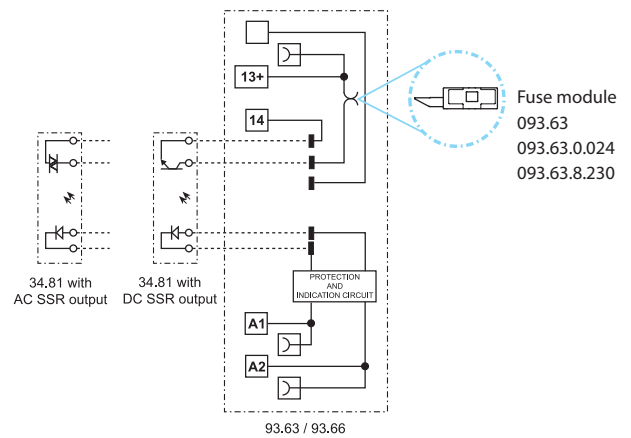 13+
14
Fuse module
093.63
093.63.0.024
093.63.8.230
34.81 with
AC SSR output
34.81 with
DC SSR output
PROTECTION
AND
INDICATION CIRCUIT
A1
A2
93.63 / 93.66